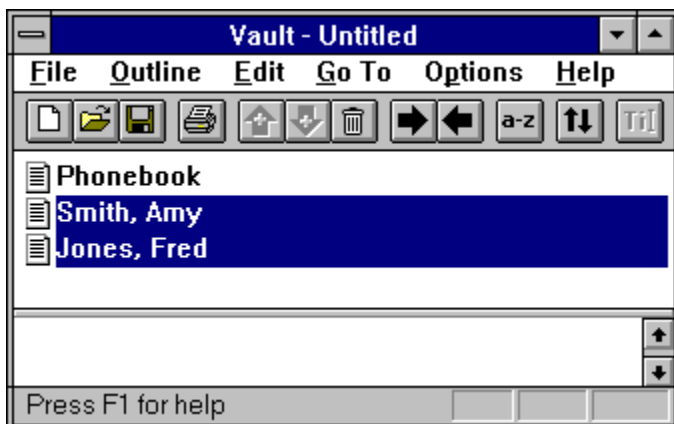 Vault - Untitled
File Outline Edit Go To Options Help
a-z
Phonebook
Smith, Amy
Jones, Fred
Press F1 for help